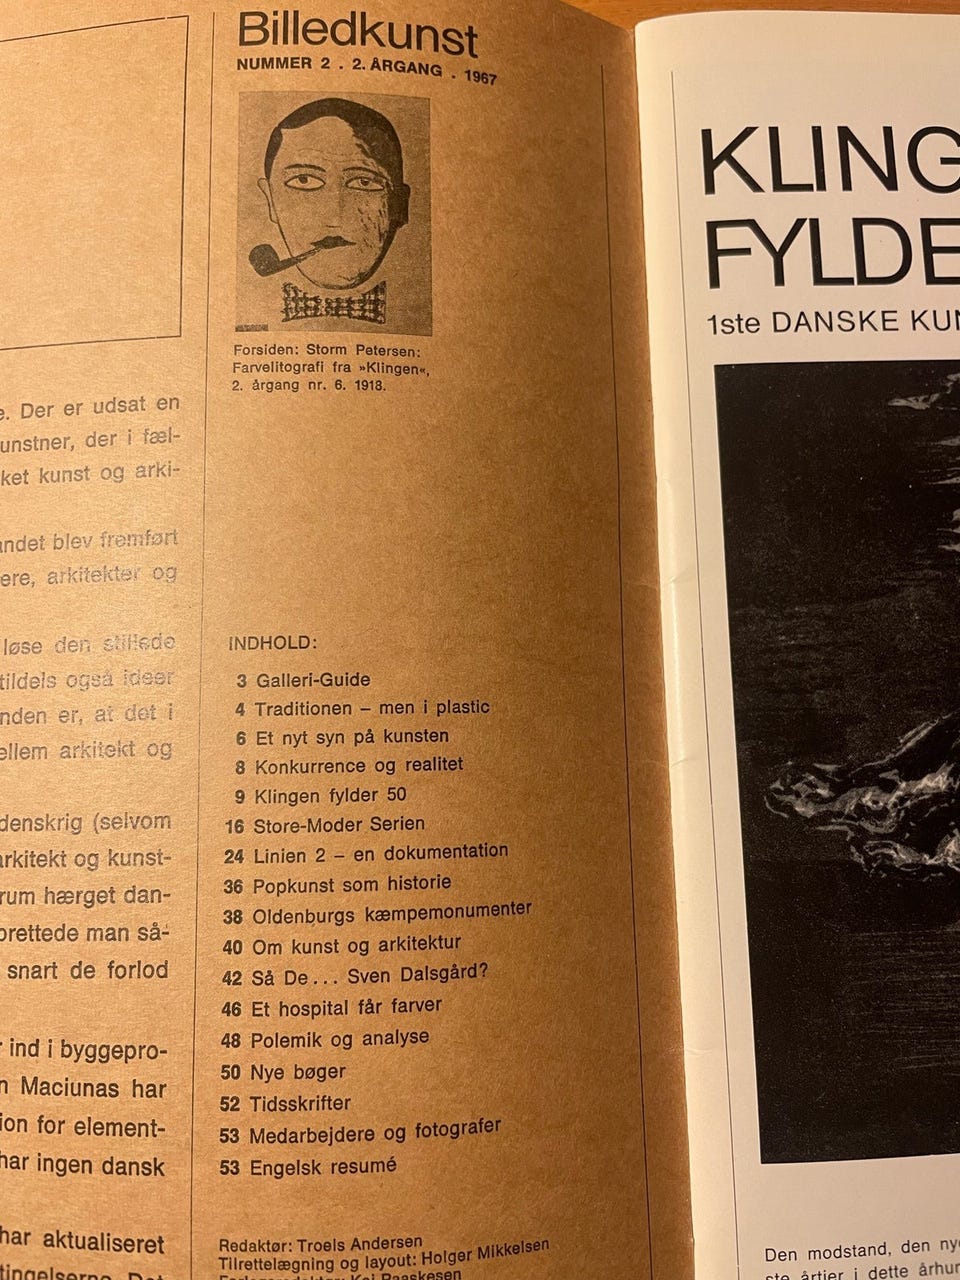 e. Der er udsat en
unstner, der i fæl-
ket kunst og arki-
ndet blev fremført
ere, arkitekter og
løse den stillede
tildels også ideer
nden er, at det i
ellem arkitekt og
denskrig (selvom
arkitekt og kunst-
rum hærget dan-
prettede man så-
snart de forlod
r ind i byggepro-
n Maciunas har
ion for element-
har ingen dansk
har aktualiseret
Billedkunst
NUMMER 2 . 2. ÅRGANG . 1967
Forsiden: Storm Petersen:
Farvelitografi fra »Klingen«,
2. årgang nr. 6. 1918.
INDHOLD:
3 Galleri-Guide
4 Traditionen – men i plastic
6 Et nyt syn på kunsten
8 Konkurrence og realitet
9 Klingen fylder 50
16 Store-Moder Serien
24 Linien 2 – en dokumentation
36 Popkunst som historie
38 Oldenburgs kæmpemonumenter
40 Om kunst og arkitektur
42 Så De... Sven Dalsgård?
46 Et hospital får farver
48 Polemik og analyse
50 Nye bøger
52 Tidsskrifter
53 Medarbejdere og fotografer
53 Engelsk resumé
Redaktør: Troels Andersen
Tilrettelægning og layout: Holger Mikkelsen
KLING
FYLDE
1ste DANSKE KUN
Den modstand, den nye
ste årtier i dette århun